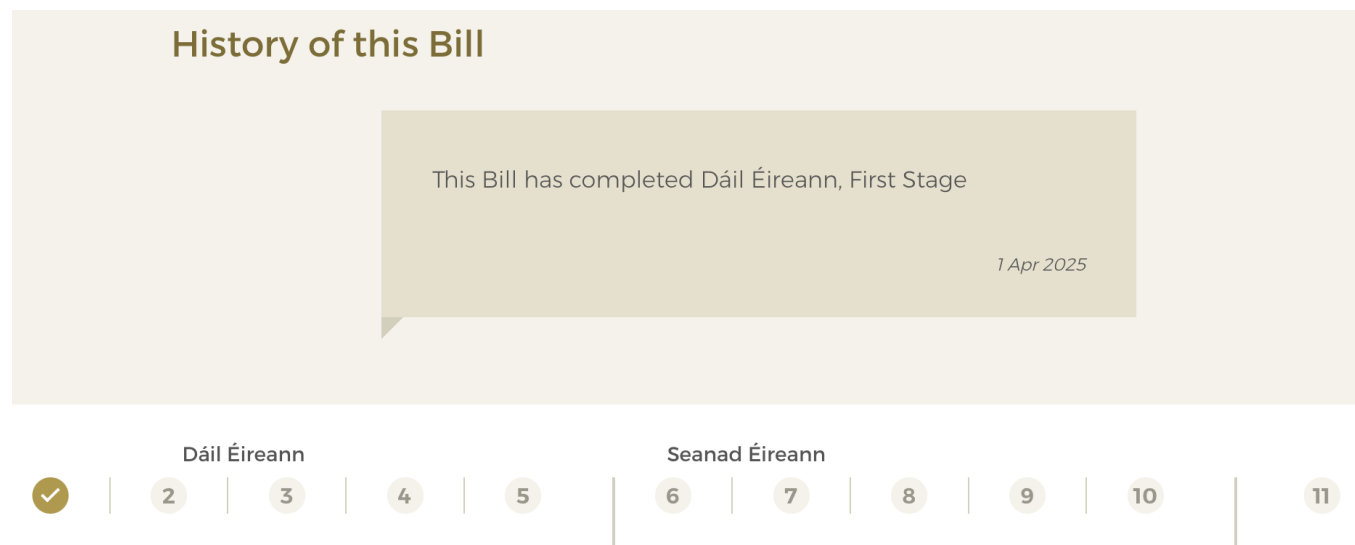 History of this Bill
This Bill has completed Dáil Éireann, First Stage
1 Apr 2025
Dáil Éireann
Seanad Éireann
2 3 4 5 6 7 8 9 10 11